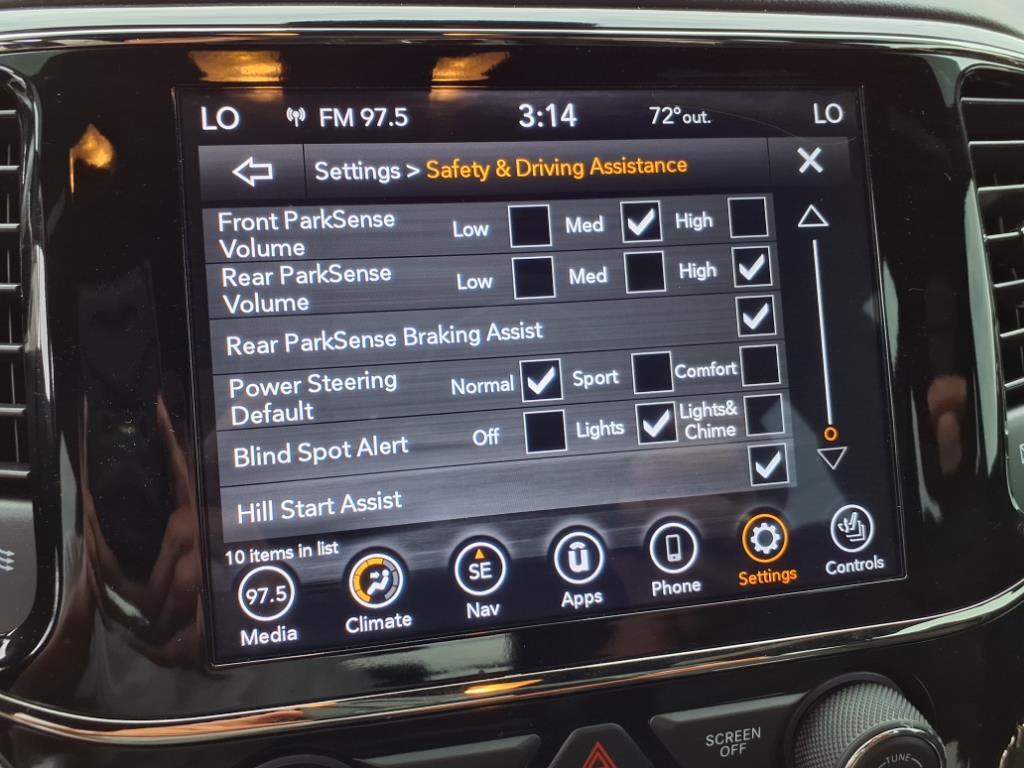 LO FM 97.5 3:14 72° out. LO
Settings > Safety & Driving Assistance
Front ParkSense
Volume
Low Med High
Rear ParkSense
Volume
Low Med High
Rear ParkSense Braking Assist
Power Steering
Default
Normal Sport Comfort
Blind Spot Alert
Off Lights Lights&
Chime
Hill Start Assist
10 items in list
97.5 SE ū
Media Climate Nav Apps Phone Settings Controls
SCREEN
OFF
TUNE